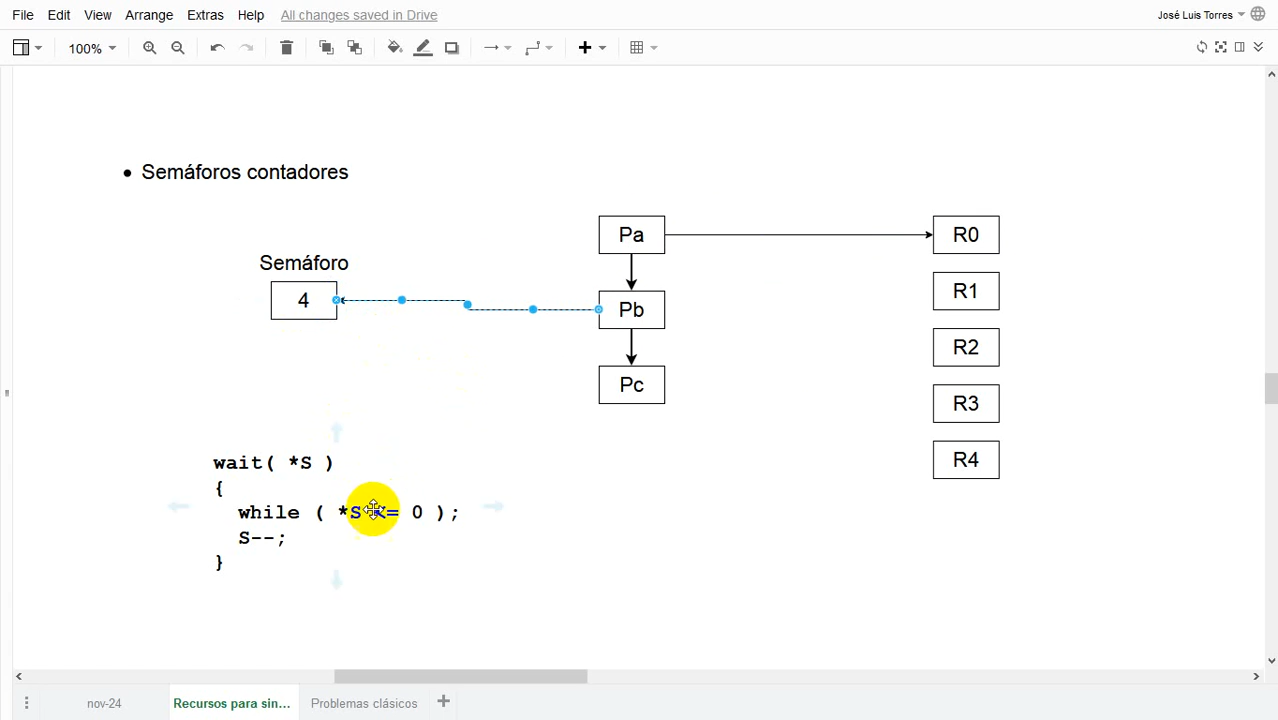 File Edit View Arrange Extras Help All changes saved in Drive José Luis Torres
100%
• Semáforos contadores
Semáforo
4
Pa
Pb
Pc
R0
R1
R2
R3
R4
wait( *S )
{
while ( *S <= 0 );
S--;
}
nov-24 Recursos para sin... Problemas clásicos